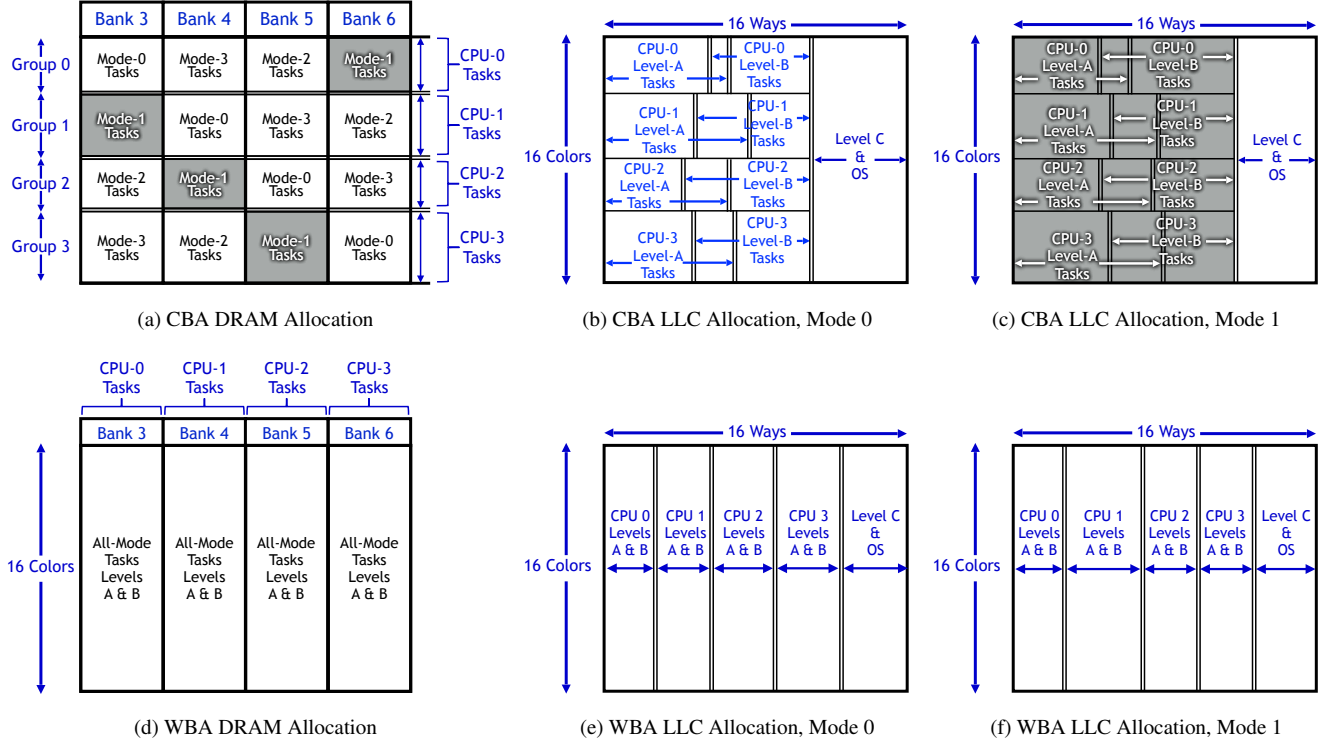 Bank 3 Bank 4 Bank 5 Bank 6
Group 0
Mode-0
Tasks
Mode-3
Tasks
Mode-2
Tasks
Mode-1
Tasks
CPU-0
Tasks
Group 1
Mode-1
Tasks
Mode-0
Tasks
Mode-3
Tasks
Mode-2
Tasks
CPU-1
Tasks
Group 2
Mode-2
Tasks
Mode-1
Tasks
Mode-0
Tasks
Mode-3
Tasks
CPU-2
Tasks
Group 3
Mode-3
Tasks
Mode-2
Tasks
Mode-1
Tasks
Mode-0
Tasks
CPU-3
Tasks
(a) CBA DRAM Allocation
16 Ways
16 Colors
CPU-0
Level-A
Tasks
CPU-0
Level-B
Tasks
CPU-1
Level-A
Tasks
CPU-1
Level-B
Tasks
CPU-2
Level-A
Tasks
CPU-2
Level-B
Tasks
CPU-3
Level-A
Tasks
CPU-3
Level-B
Tasks
Level C
&
OS
(b) CBA LLC Allocation, Mode 0
16 Ways
16 Colors
CPU-0
Level-A
Tasks
CPU-0
Level-B
Tasks
CPU-1
Level-A
Tasks
CPU-1
Level-B
Tasks
CPU-2
Level-A
Tasks
CPU-2
Level-B
Tasks
CPU-3
Level-A
Tasks
CPU-3
Level-B
Tasks
Level C
&
OS
(c) CBA LLC Allocation, Mode 1
CPU-0
Tasks
CPU-1
Tasks
CPU-2
Tasks
CPU-3
Tasks
Bank 3 Bank 4 Bank 5 Bank 6
16 Colors
All-Mode
Tasks
Levels
A & B
All-Mode
Tasks
Levels
A & B
All-Mode
Tasks
Levels
A & B
All-Mode
Tasks
Levels
A & B
(d) WBA DRAM Allocation
16 Ways
16 Colors
CPU 0
Levels
A & B
CPU 1
Levels
A & B
CPU 2
Levels
A & B
CPU 3
Levels
A & B
Level C
&
OS
(e) WBA LLC Allocation, Mode 0
16 Ways
16 Colors
CPU 0
Levels
A & B
CPU 1
Levels
A & B
CPU 2
Levels
A & B
CPU 3
Levels
A & B
Level C
&
OS
(f) WBA LLC Allocation, Mode 1